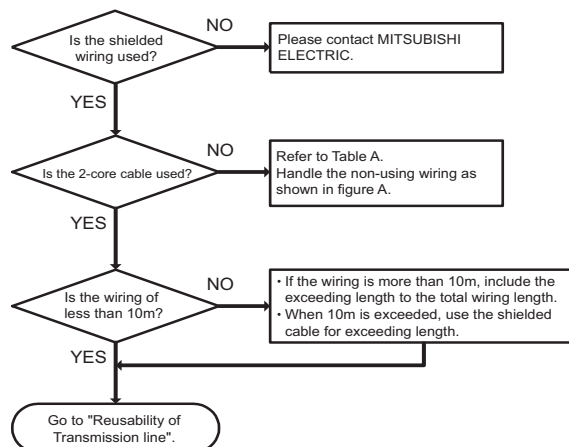 Is the shielded
wiring used?
NO
Please contact MITSUBISHI
ELECTRIC.
YES
Is the 2-core cable used?
NO
Refer to Table A.
Handle the non-using wiring as
shown in figure A.
YES
Is the wiring of
less than 10m?
NO
• If the wiring is more than 10m, include the
exceeding length to the total wiring length.
• When 10m is exceeded, use the shielded
cable for exceeding length.
YES
Go to "Reusability of
Transmission line".